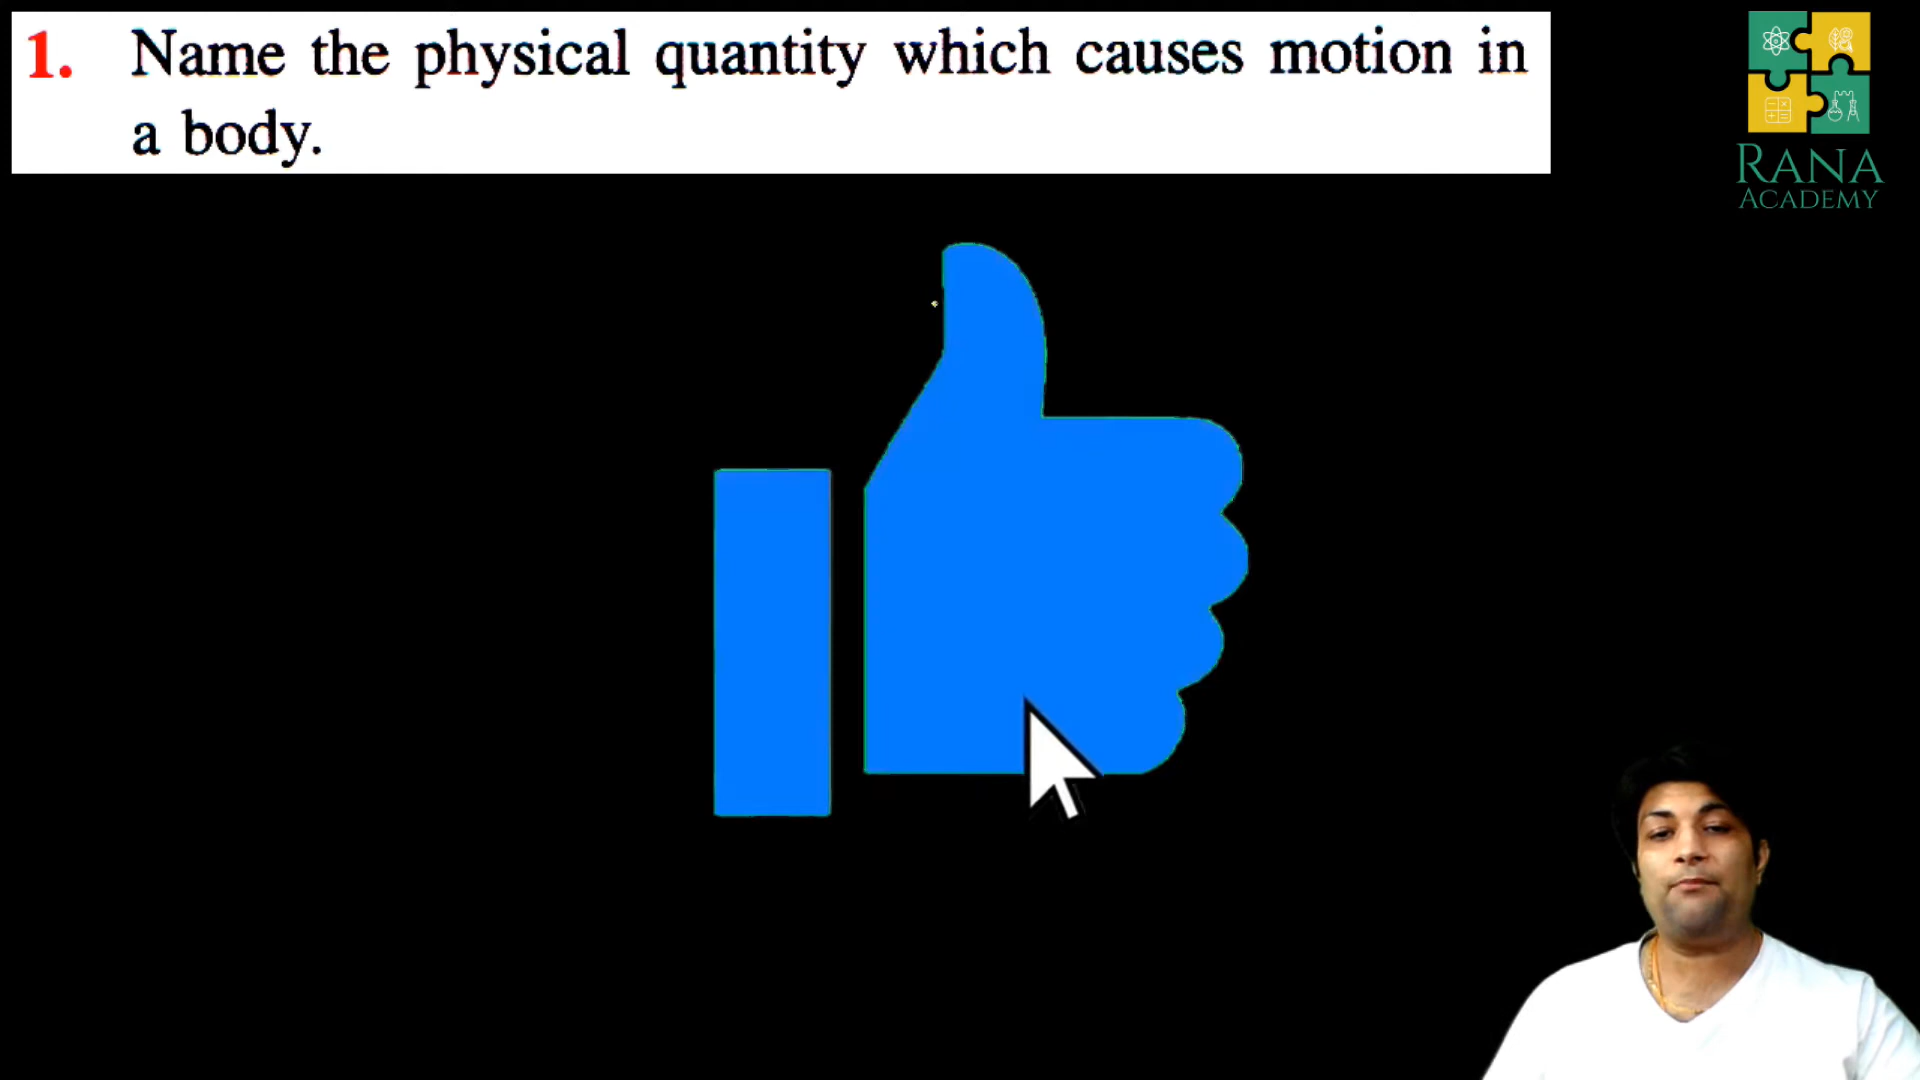 1. Name the physical quantity which causes motion in
a body.
RANA
ACADEMY